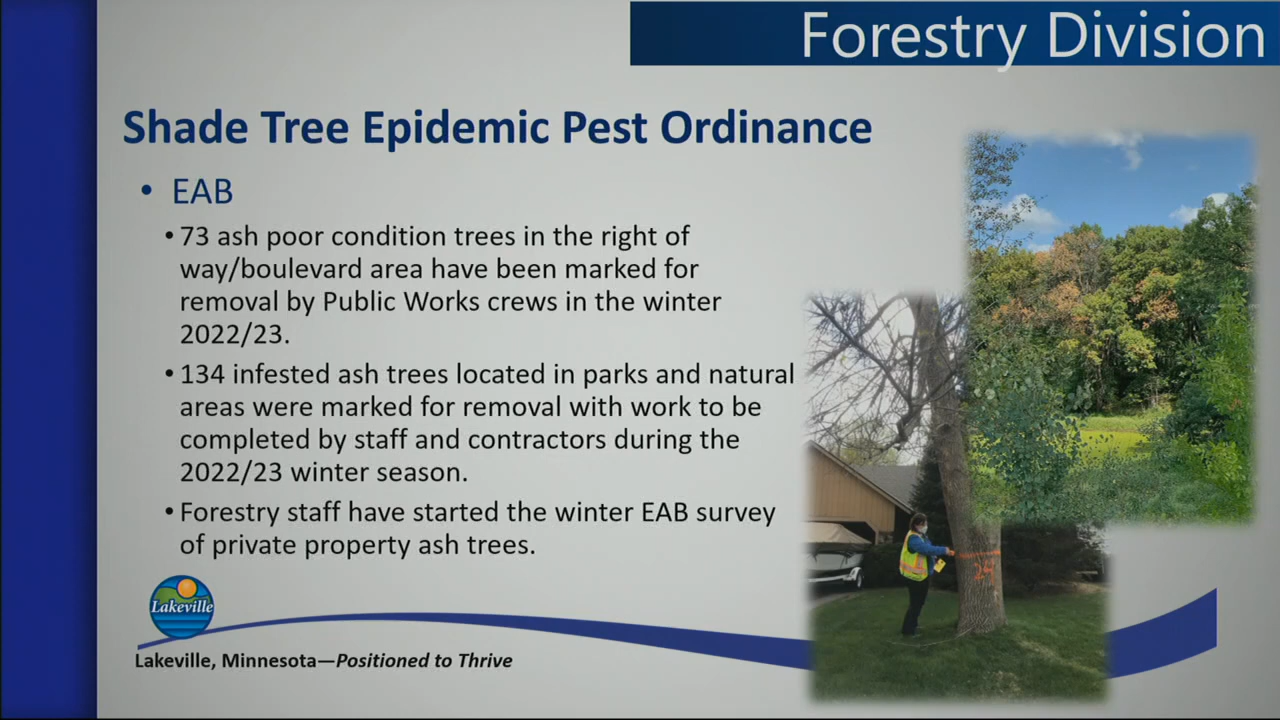 Forestry Division
Shade Tree Epidemic Pest Ordinance
• EAB
• 73 ash poor condition trees in the right of
way/boulevard area have been marked for
removal by Public Works crews in the winter
2022/23.
• 134 infested ash trees located in parks and natural
areas were marked for removal with work to be
completed by staff and contractors during the
2022/23 winter season.
• Forestry staff have started the winter EAB survey
of private property ash trees.
24
Lakeville
Lakeville, Minnesota—Positioned to Thrive